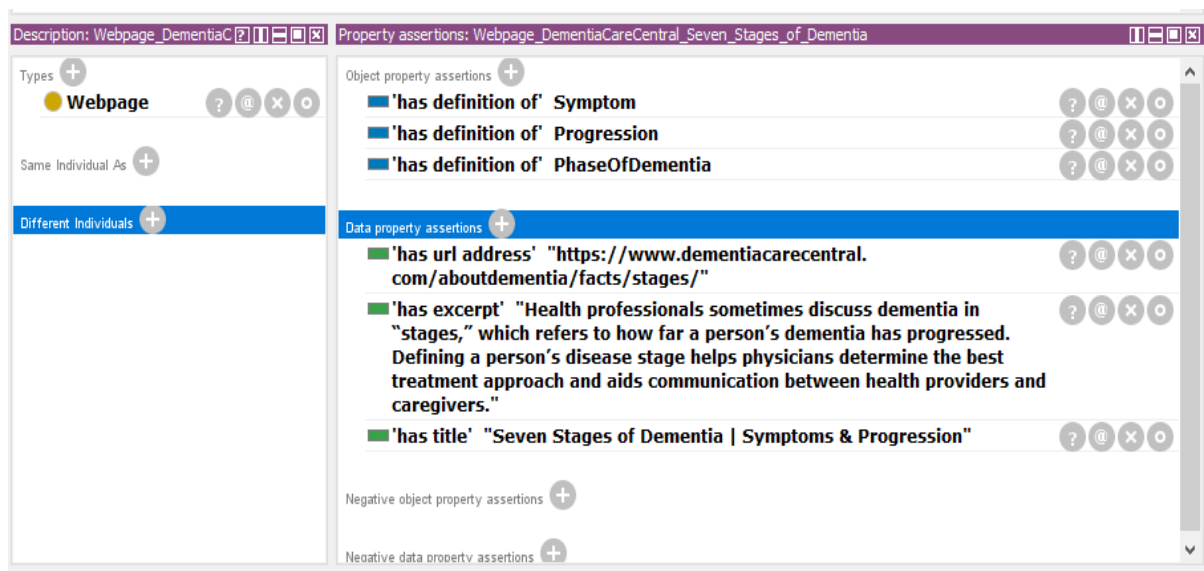 Description: Webpage_DementiaC
Types
Webpage
Same Individual As
Different Individuals
Property assertions: Webpage_DementiaCareCentral_Seven_Stages_of_Dementia
Object property assertions
'has definition of' Symptom
'has definition of' Progression
'has definition of' PhaseOfDementia
Data property assertions
'has url address' "https://www.dementiacarecentral.
com/aboutdementia/facts/stages/"
'has excerpt' "Health professionals sometimes discuss dementia in
“stages,” which refers to how far a person’s dementia has progressed.
Defining a person’s disease stage helps physicians determine the best
treatment approach and aids communication between health providers and
caregivers."
'has title' "Seven Stages of Dementia | Symptoms & Progression"
Negative object property assertions
Negative data property assertions